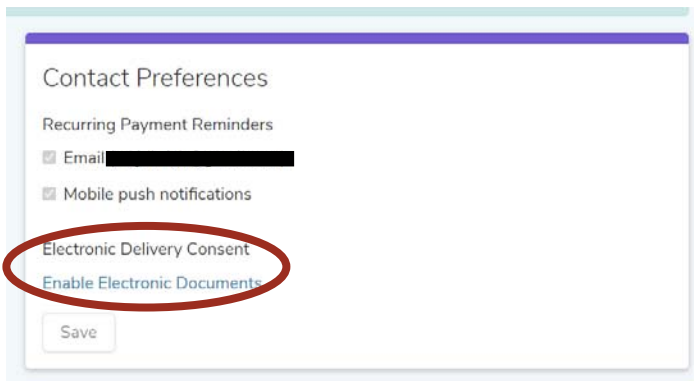 Contact Preferences
Recurring Payment Reminders
Email
Mobile push notifications
Electronic Delivery Consent
Enable Electronic Documents
Save